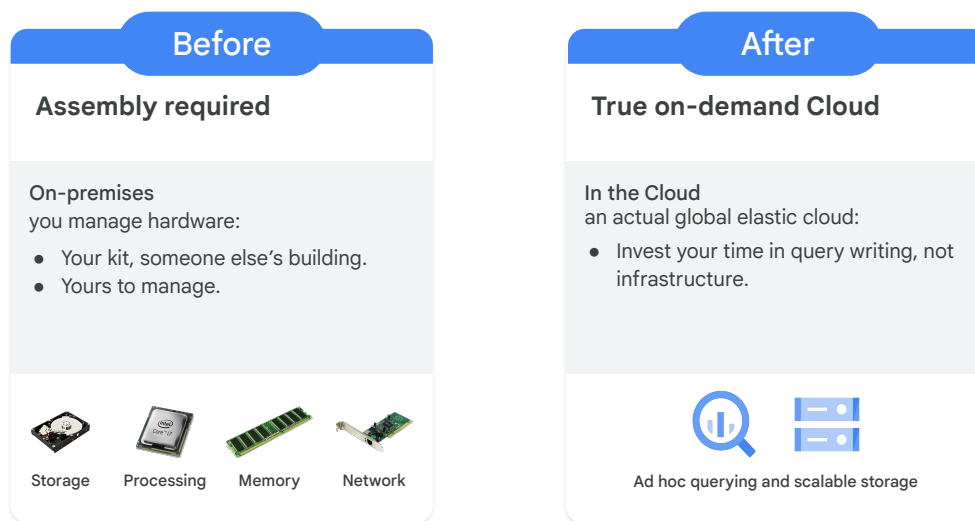 Before
Assembly required
On-premises
you manage hardware:
● Your kit, someone else’s building.
● Yours to manage.
Storage
Processing
Memory
Network
After
True on-demand Cloud
In the Cloud
an actual global elastic cloud:
● Invest your time in query writing, not
infrastructure.
Ad hoc querying and scalable storage